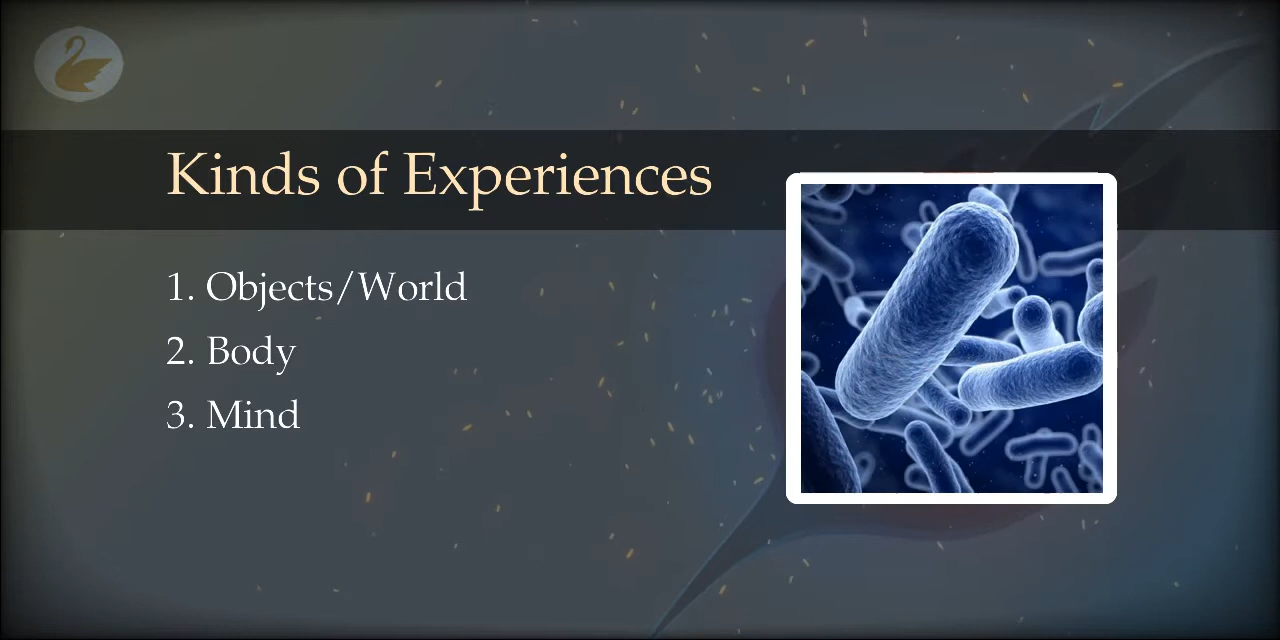 Kinds of Experiences
1. Objects/World
2. Body
3. Mind